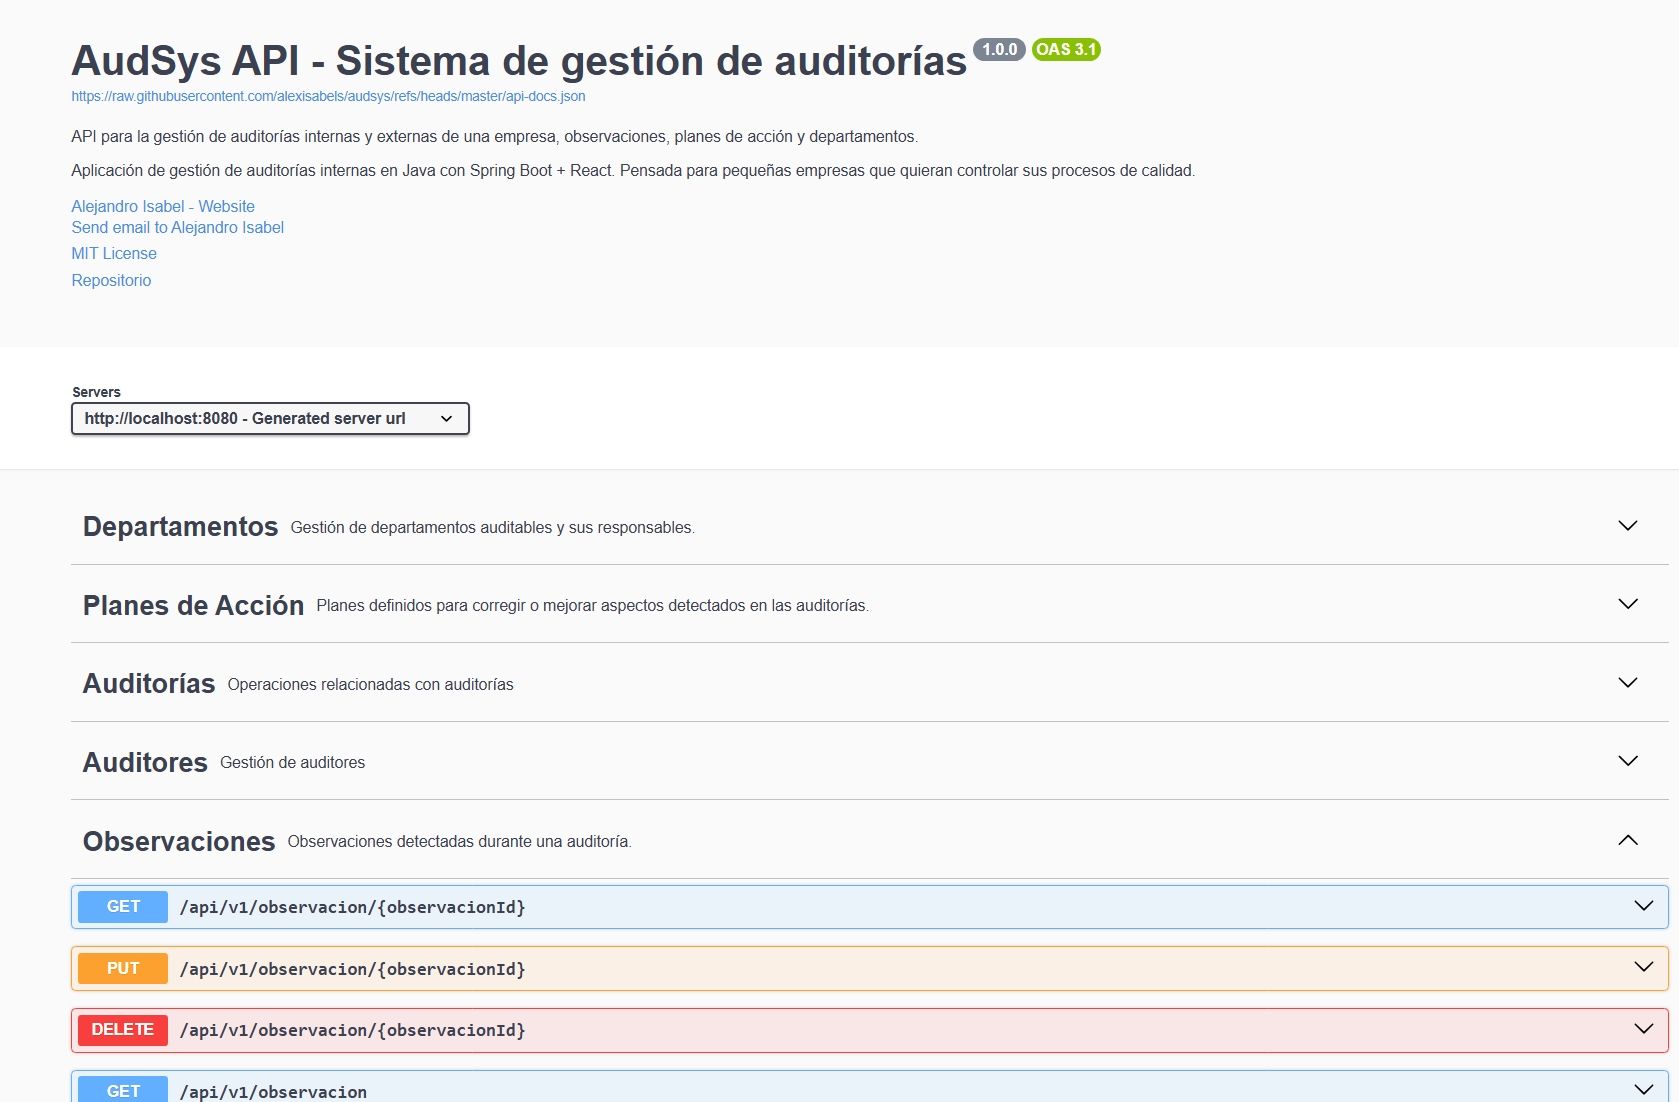 AudSys API - Sistema de gestión de auditorías 1.0.0 OAS 3.1
https://raw.githubusercontent.com/alexisabels/audsys/refs/heads/master/api-docs.json
API para la gestión de auditorías internas y externas de una empresa, observaciones, planes de acción y departamentos.
Aplicación de gestión de auditorías internas en Java con Spring Boot + React. Pensada para pequeñas empresas que quieran controlar sus procesos de calidad.
Alejandro Isabel - Website
Send email to Alejandro Isabel
MIT License
Repositorio
Servers
http://localhost:8080 - Generated server url
Departamentos Gestión de departamentos auditables y sus responsables.
Planes de Acción Planes definidos para corregir o mejorar aspectos detectados en las auditorías.
Auditorías Operaciones relacionadas con auditorías
Auditores Gestión de auditores
Observaciones Observaciones detectadas durante una auditoría.
GET /api/v1/observacion/{observacionId}
PUT /api/v1/observacion/{observacionId}
DELETE /api/v1/observacion/{observacionId}
GET /api/v1/observacion